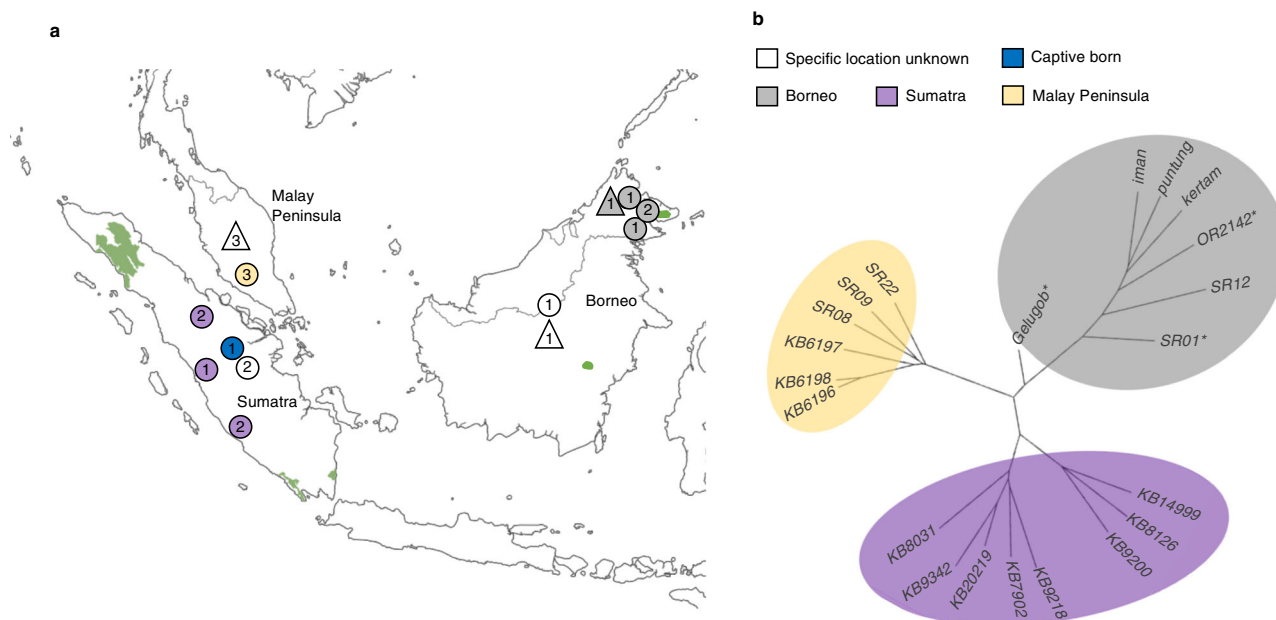 a
Malay
Peninsula
3
3
2
1
1
2
Sumatra
2
1
1
2
1
Borneo
1
1
b
Specific location unknown
Captive born
Borneo
Sumatra
Malay Peninsula
iman
puntung
kertam
OR2142*
SR12
SR01*
Gelugob*
SR22
SR09
SR08
KB6197
KB6198
KB6196
KB14999
KB8126
KB9200
KB9218
KB7902
KB20219
KB9342
KB8031